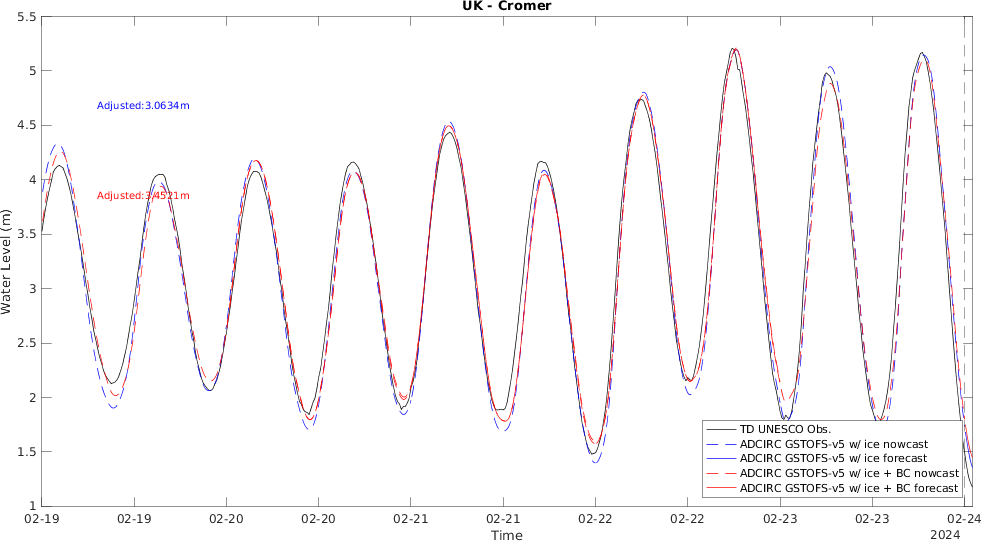 UK - Cromer
5.5
5
4.5
4
3.5
3
2.5
2
1.5
1
Water Level (m)
Adjusted:3.0634m
Adjusted:3.4521m
TD UNESCO Obs.
ADCIRC GSTOFS-v5 w/ ice nowcast
ADCIRC GSTOFS-v5 w/ ice forecast
ADCIRC GSTOFS-v5 w/ ice + BC nowcast
ADCIRC GSTOFS-v5 w/ ice + BC forecast
02-19 02-19 02-20 02-20 02-21 02-21 02-22 02-22 02-23 02-23 02-24
Time
2024